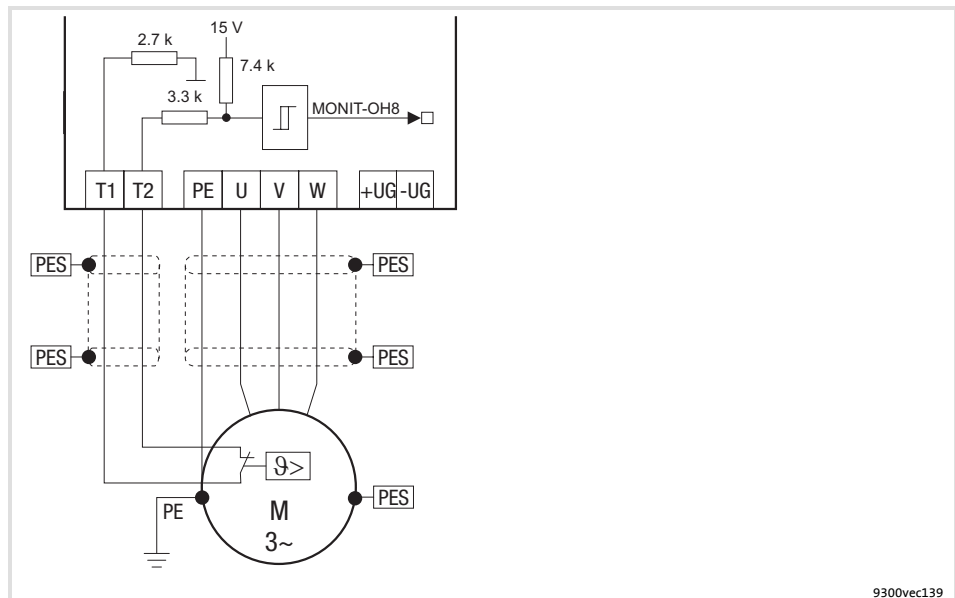 15 V
2.7 k
7.4 k
3.3 k
MONIT-OH8
T1 T2 PE U V W +UG -UG
PES PES
PES PES
ϑ>
PE M PES
3~
9300vec139